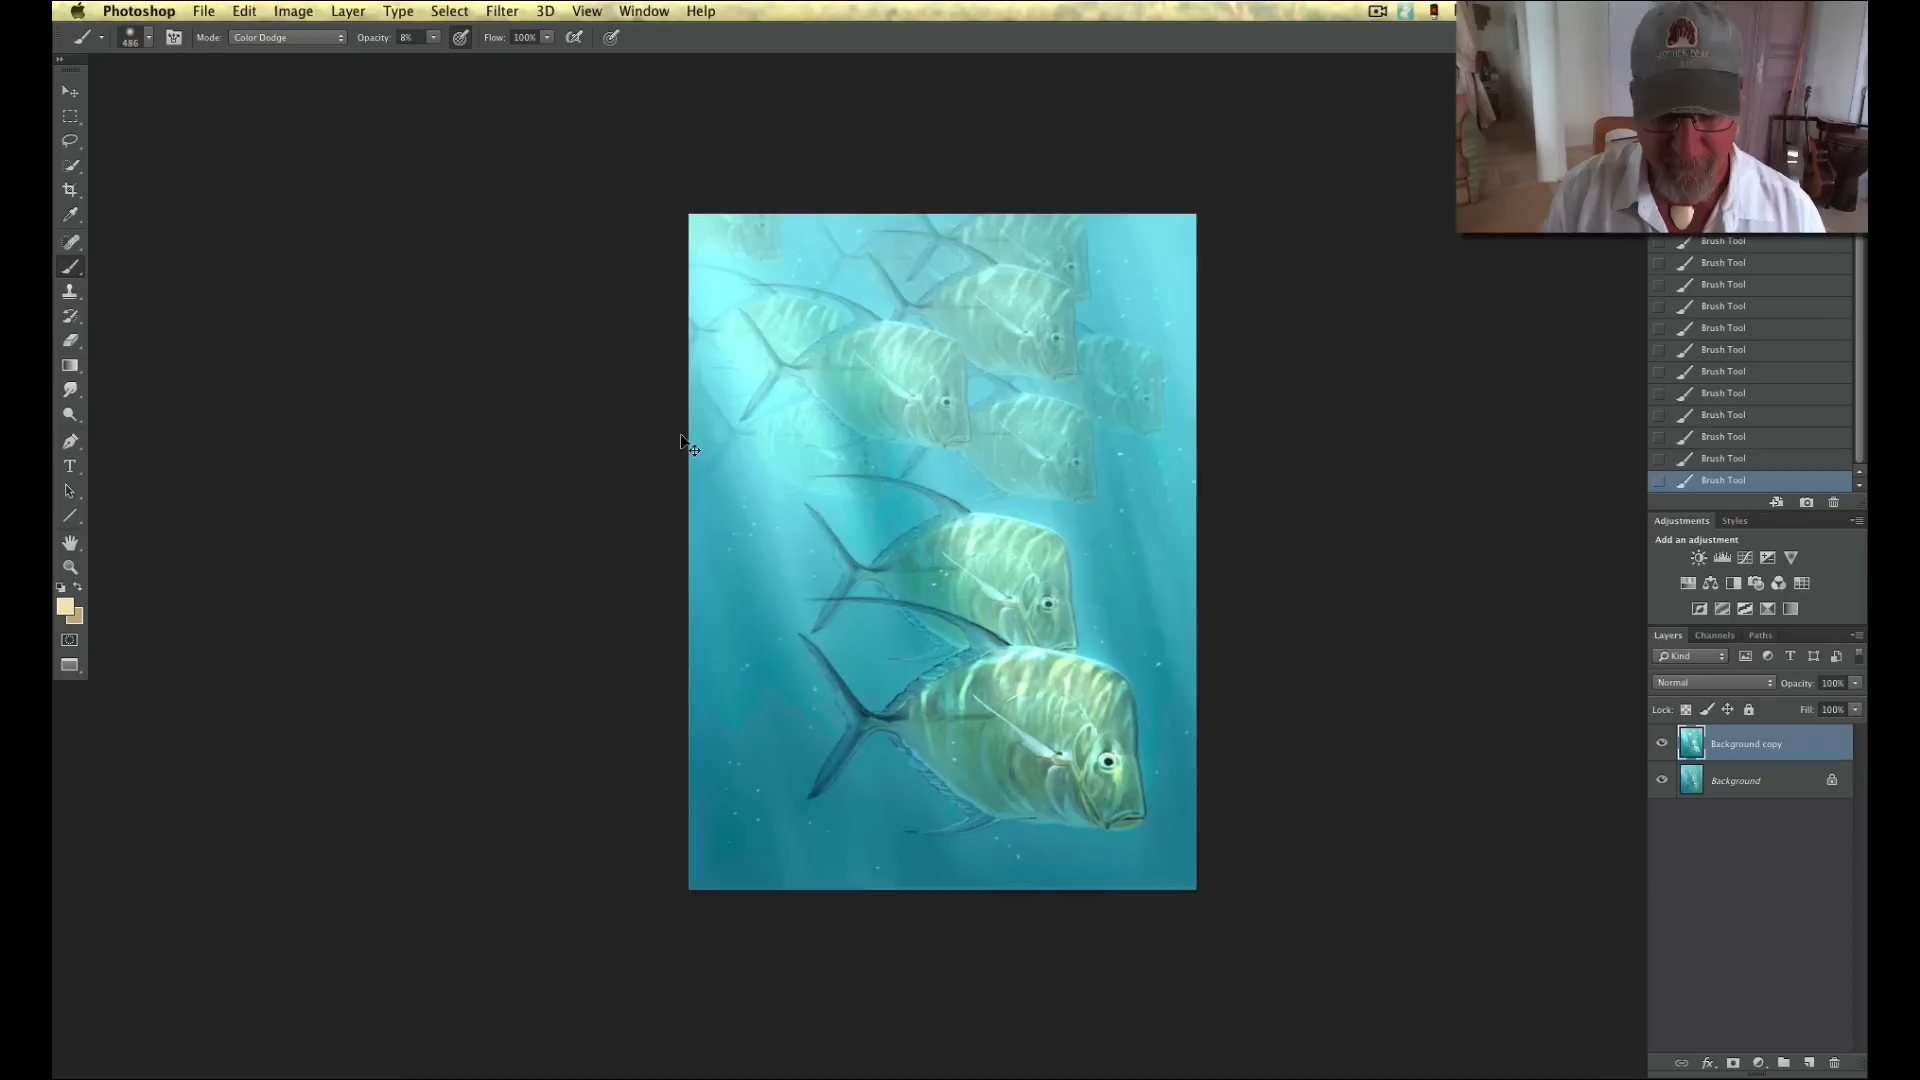 Photoshop File Edit Image Layer Type Select Filter 3D View Window Help
486 Mode: Color Dodge Opacity: 8% Flow: 100%
Brush Tool
Brush Tool
Brush Tool
Brush Tool
Brush Tool
Brush Tool
Brush Tool
Brush Tool
Brush Tool
Brush Tool
Brush Tool
Brush Tool
Adjustments Styles
Add an adjustment
Layers Channels Paths
Kind
Normal Opacity: 100%
Lock: Fill: 100%
Background copy
Background